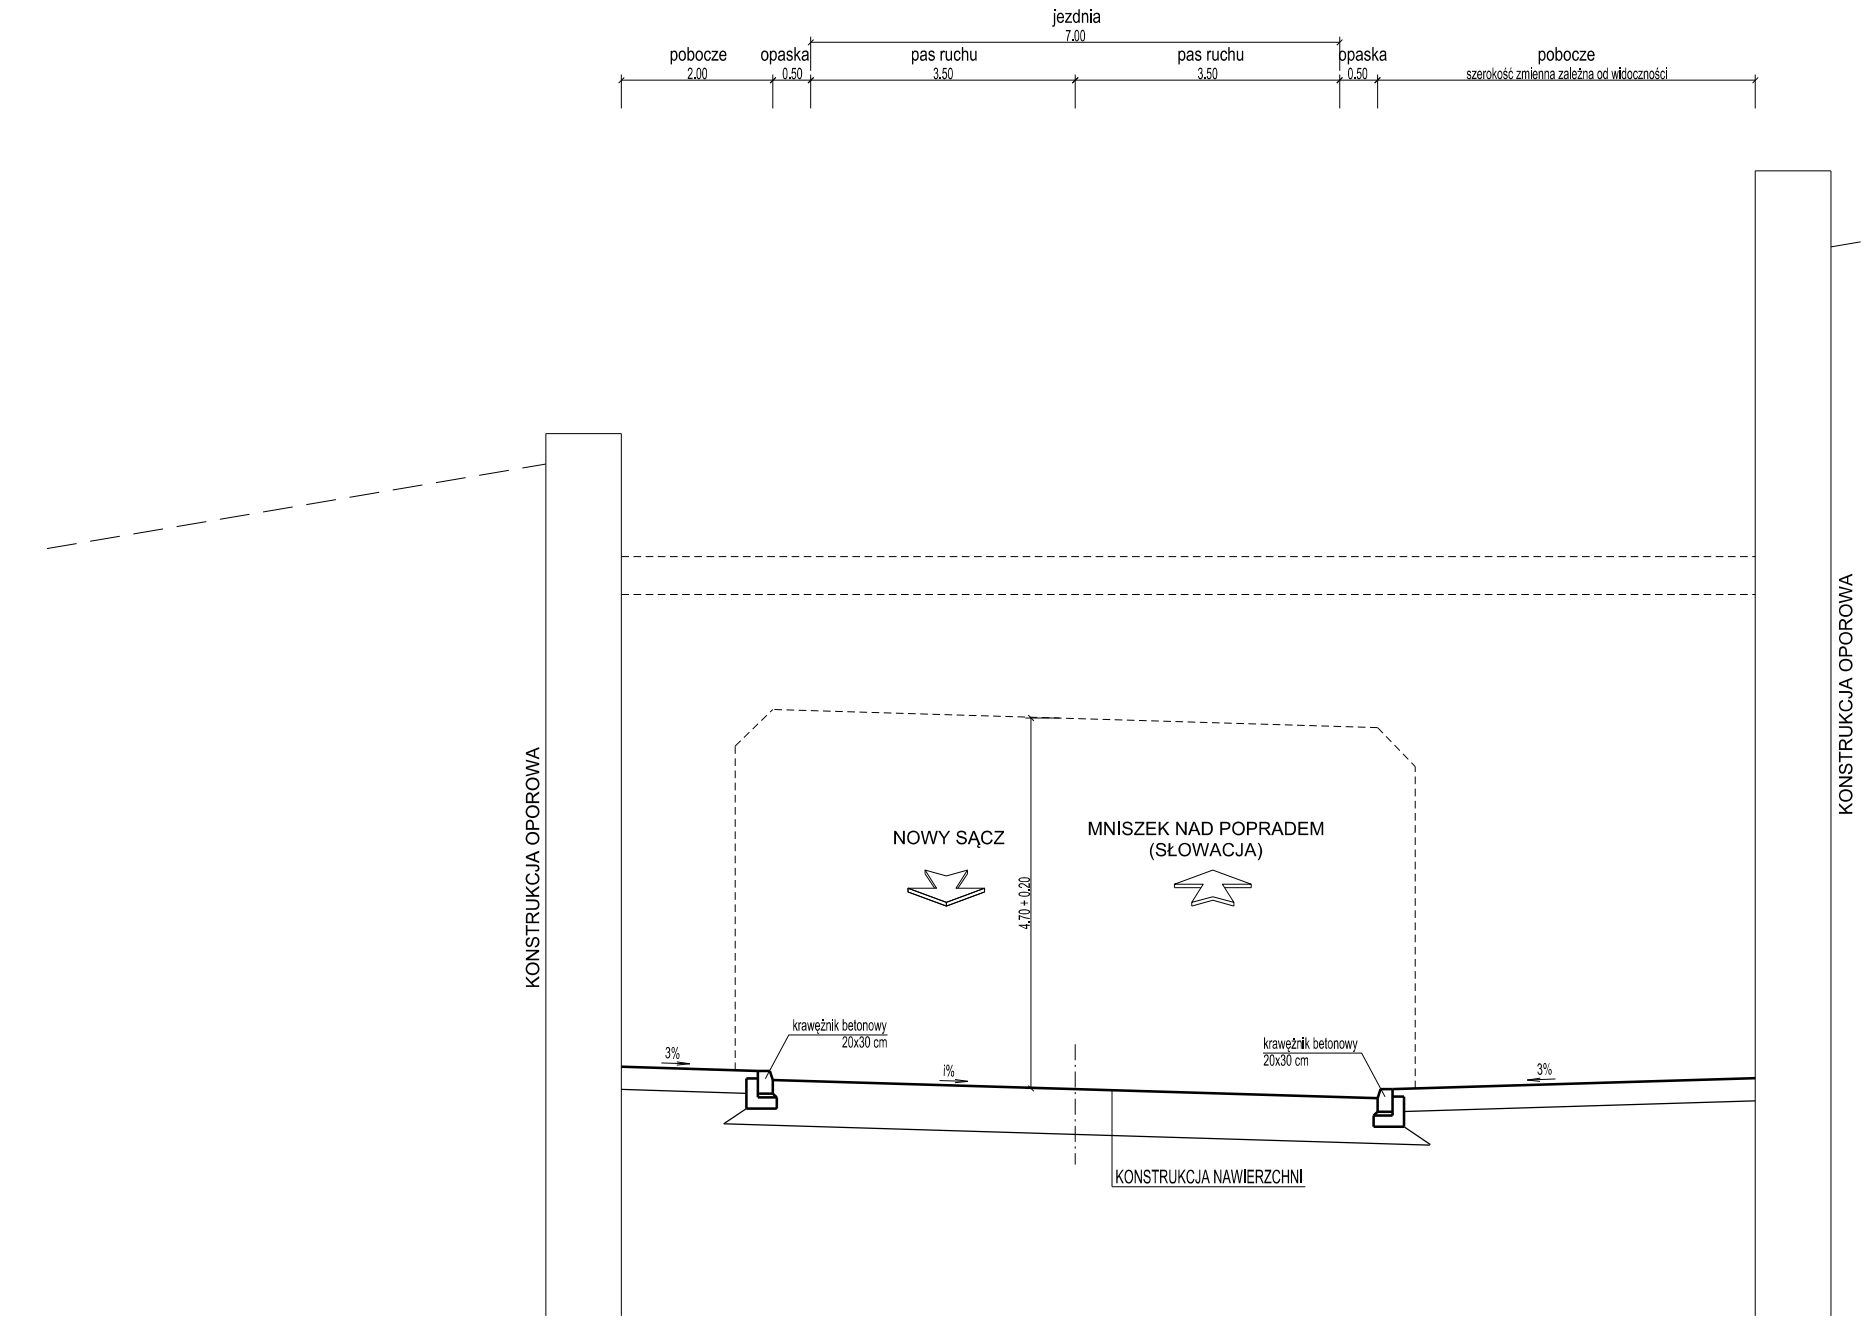 jezdnia
7.00
pobocze
2.00
opaska
0.50
pas ruchu
3.50
pas ruchu
3.50
opaska
0.50
pobocze
szerokość zmienna zależna od widoczności
KONSTRUKCJA OPOROWA
KONSTRUKCJA OPOROWA
NOWY SĄCZ
MNISZEK NAD POPRADEM
(SŁOWACJA)
4.70 + 0.20
krawężnik betonowy
20x30 cm
krawężnik betonowy
20x30 cm
3%
i%
3%
KONSTRUKCJA NAWIERZCHNI